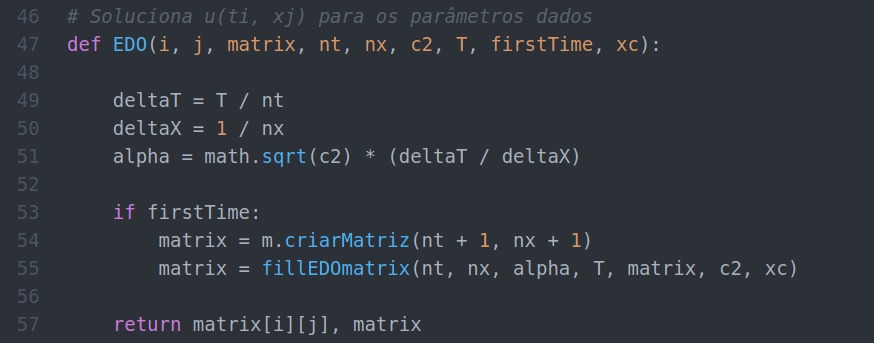 46 # Soluciona u(ti, xj) para os parâmetros dados
47 def EDO(i, j, matrix, nt, nx, c2, T, firstTime, xc):
48
49     deltaT = T / nt
50     deltaX = 1 / nx
51     alpha = math.sqrt(c2) * (deltaT / deltaX)
52
53     if firstTime:
54         matrix = m.criarMatriz(nt + 1, nx + 1)
55         matrix = fillEDOmatrix(nt, nx, alpha, T, matrix, c2, xc)
56
57     return matrix[i][j], matrix